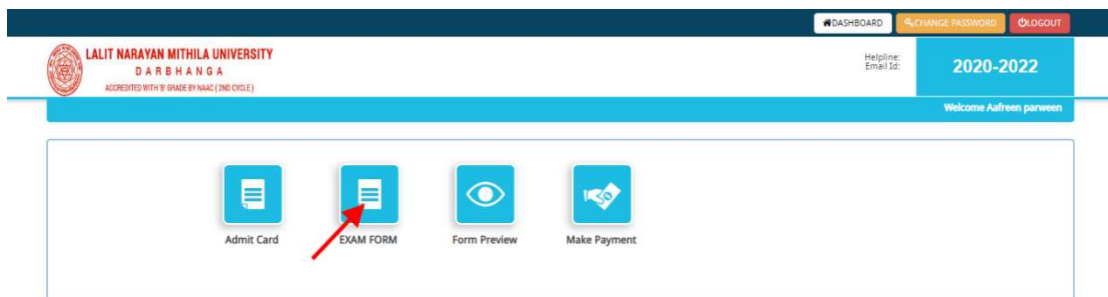 DASHBOARD CHANGE PASSWORD LOGOUT
LALIT NARAYAN MITHILA UNIVERSITY
DARBHANGA
ACCREDITED WITH 'B' GRADE BY NAAC ( 2ND CYCLE )
Helpline:
Email Id:
2020-2022
Welcome Aafreen parween
Admit Card EXAM FORM Form Preview Make Payment